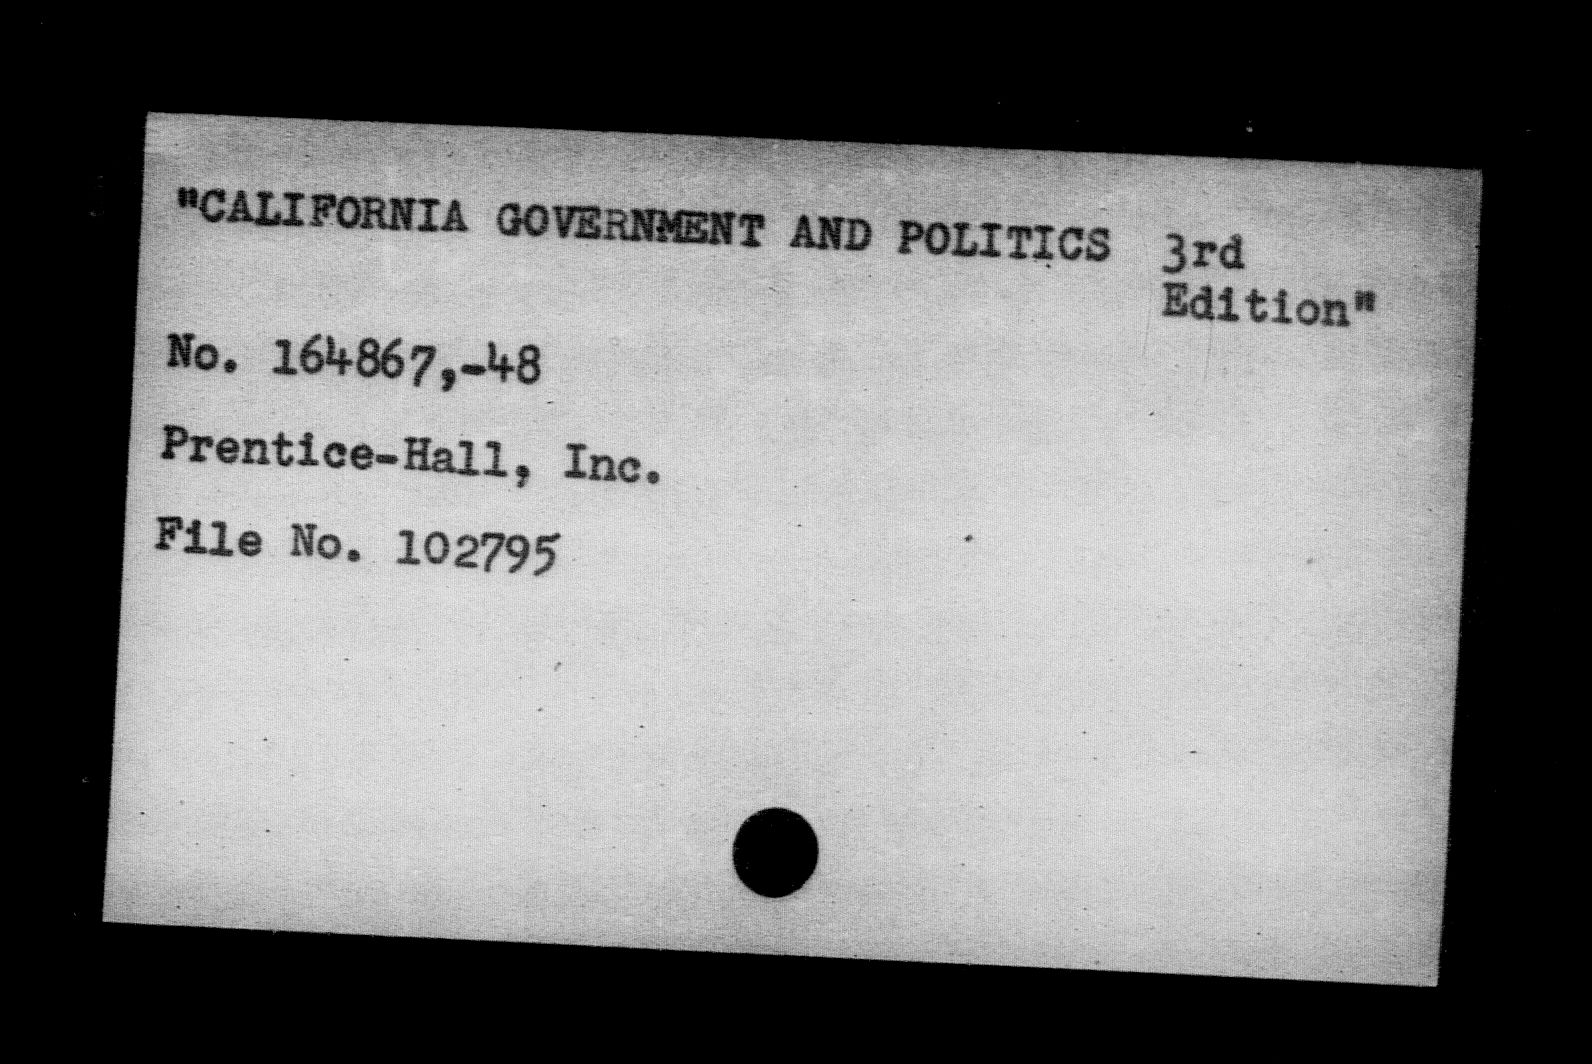 "CALIFORNIA GOVERNMENT AND POLITICS 3rd
Edition"
No. 164867,-48
Prentice-Hall, Inc.
File No. 102795